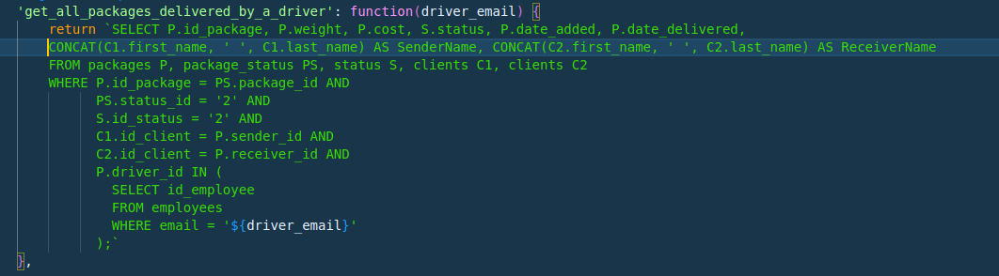 'get_all_packages_delivered_by_a_driver': function(driver_email) {
return `SELECT P.id_package, P.weight, P.cost, S.status, P.date_added, P.date_delivered,
CONCAT(C1.first_name, ' ', C1.last_name) AS SenderName, CONCAT(C2.first_name, ' ', C2.last_name) AS ReceiverName
FROM packages P, package_status PS, status S, clients C1, clients C2
WHERE P.id_package = PS.package_id AND
PS.status_id = '2' AND
S.id_status = '2' AND
C1.id_client = P.sender_id AND
C2.id_client = P.receiver_id AND
P.driver_id IN (
SELECT id_employee
FROM employees
WHERE email = '${driver_email}'
);`
},